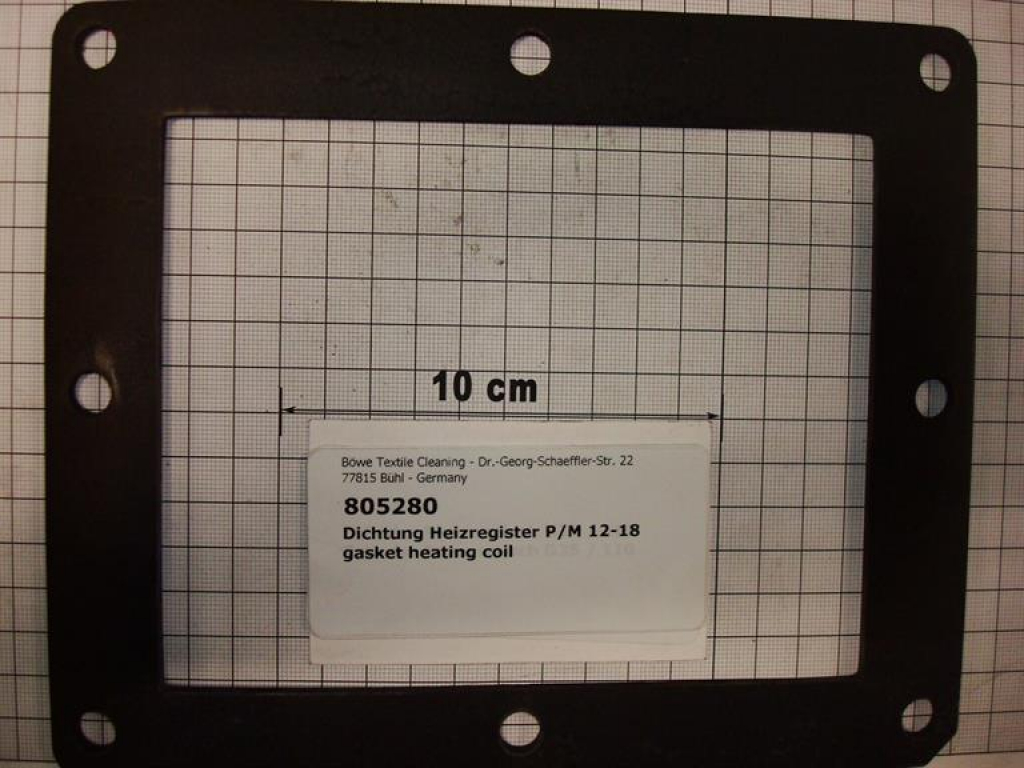 10 cm
Böwe Textile Cleaning - Dr.-Georg-Schaeffler-Str. 22
77815 Bühl - Germany
805280
Dichtung Heizregister P/M 12-18
gasket heating coil